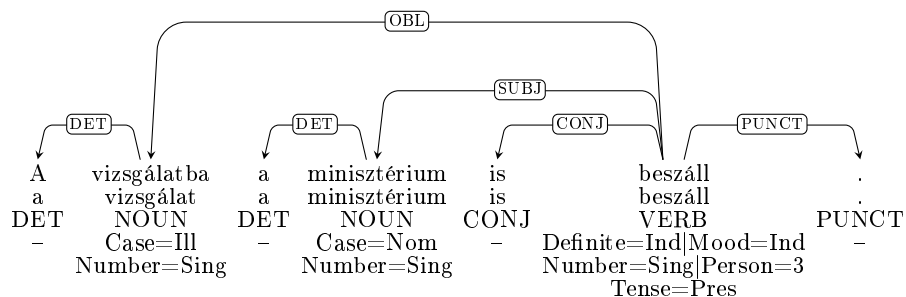 OBL
SUBJ
DET DET CONJ PUNCT
A vizsgálatba a minisztérium is beszáll .
a vizsgálat a minisztérium is beszáll .
DET NOUN DET NOUN CONJ VERB PUNCT
– Case=Ill – Case=Nom – Definite=Ind|Mood=Ind –
Number=Sing Number=Sing Number=Sing|Person=3
Tense=Pres